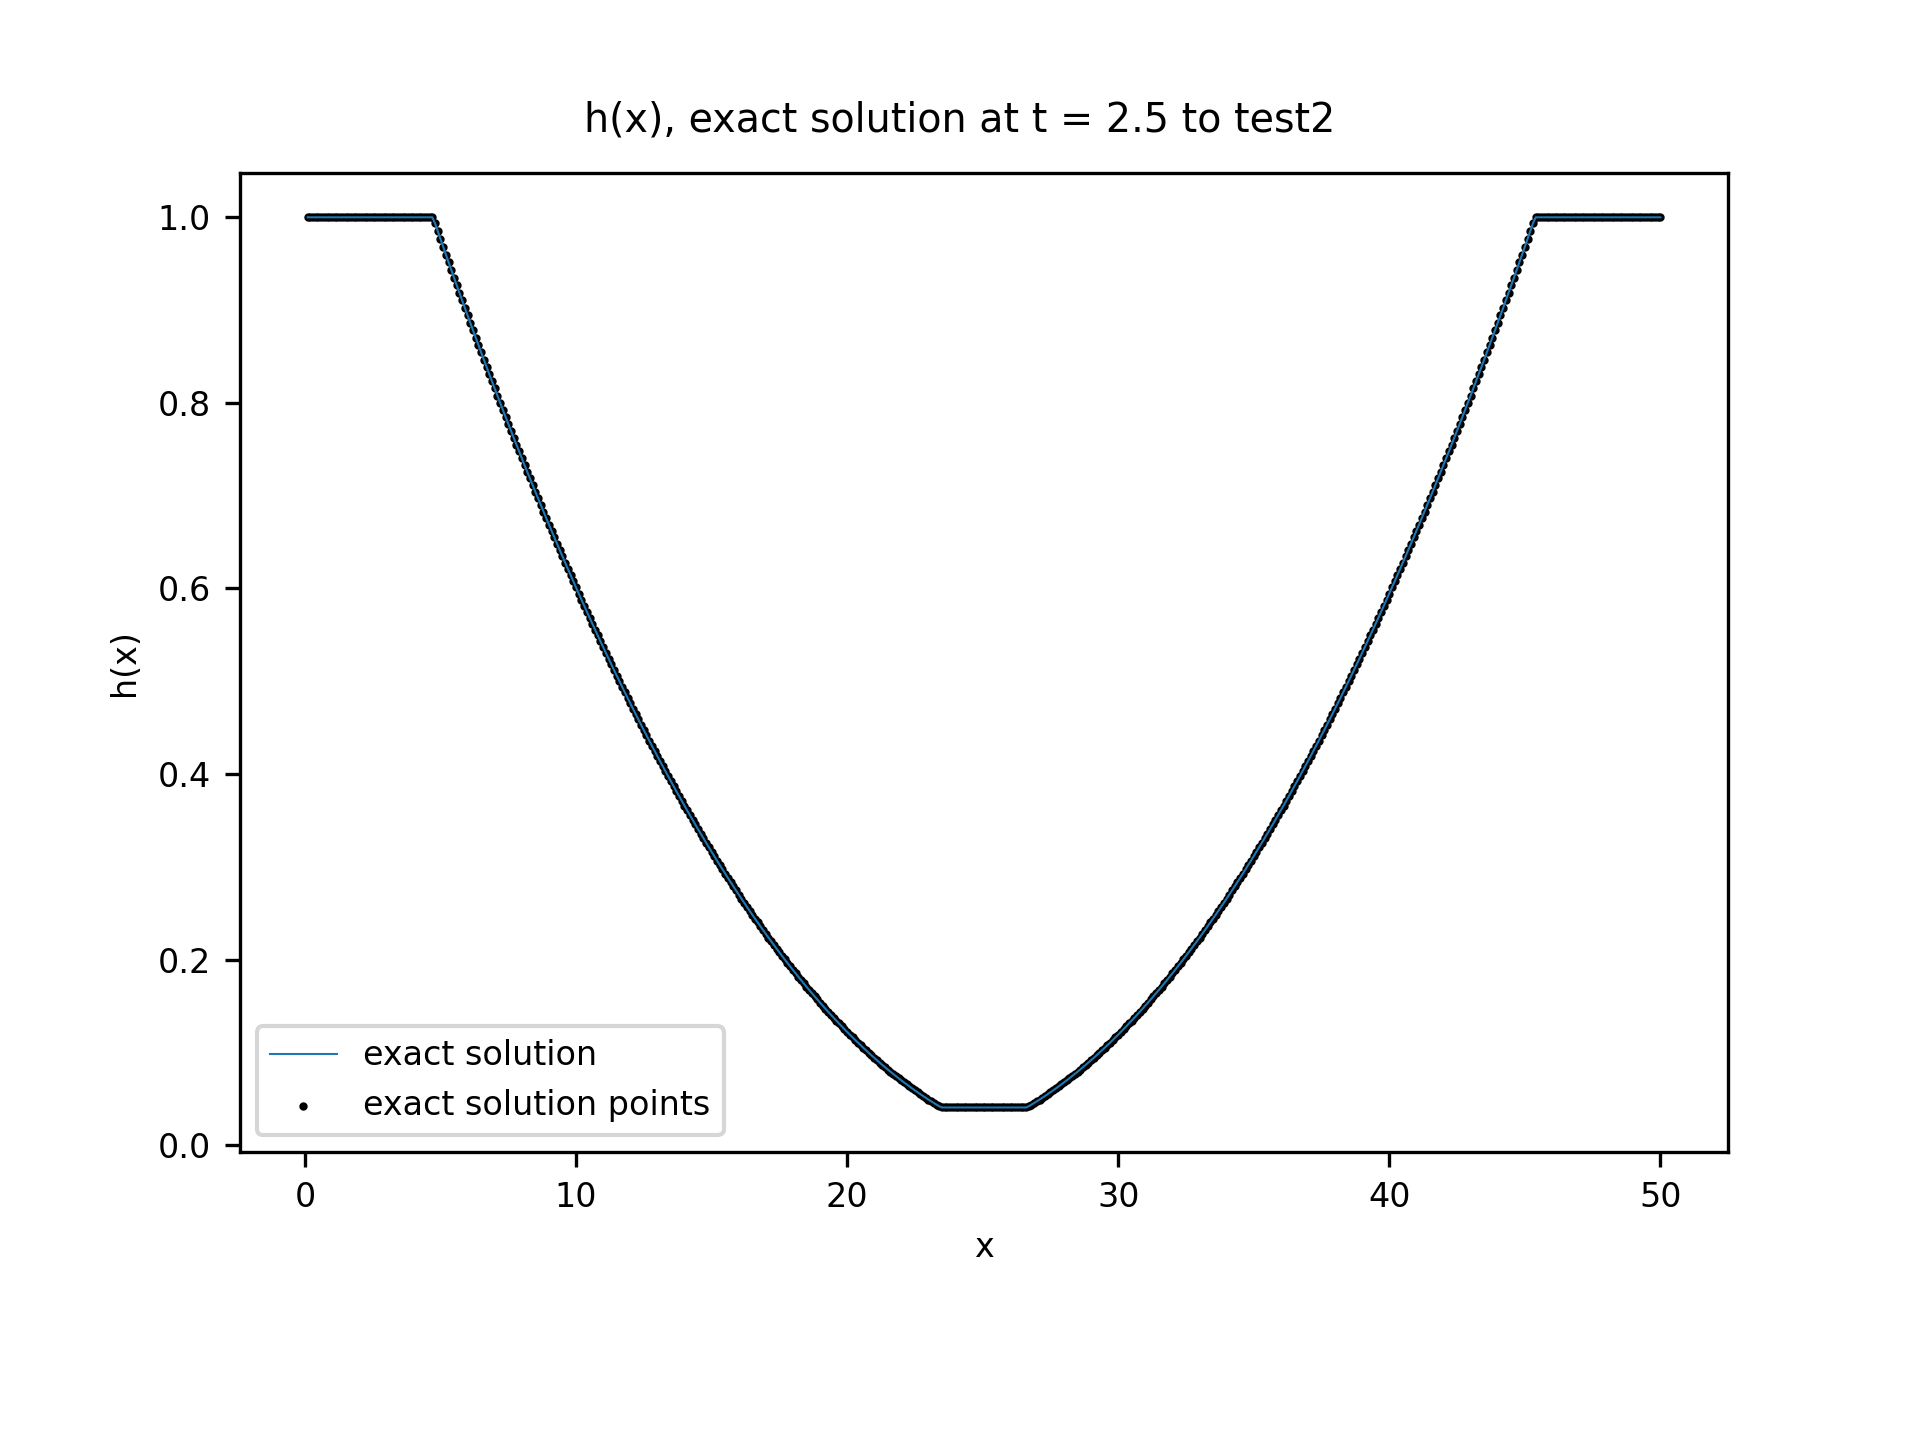 h(x), exact solution at t = 2.5 to test2
1.0
0.8
0.6
0.4
0.2
0.0
h(x)
exact solution
exact solution points
0 10 20 30 40 50
x